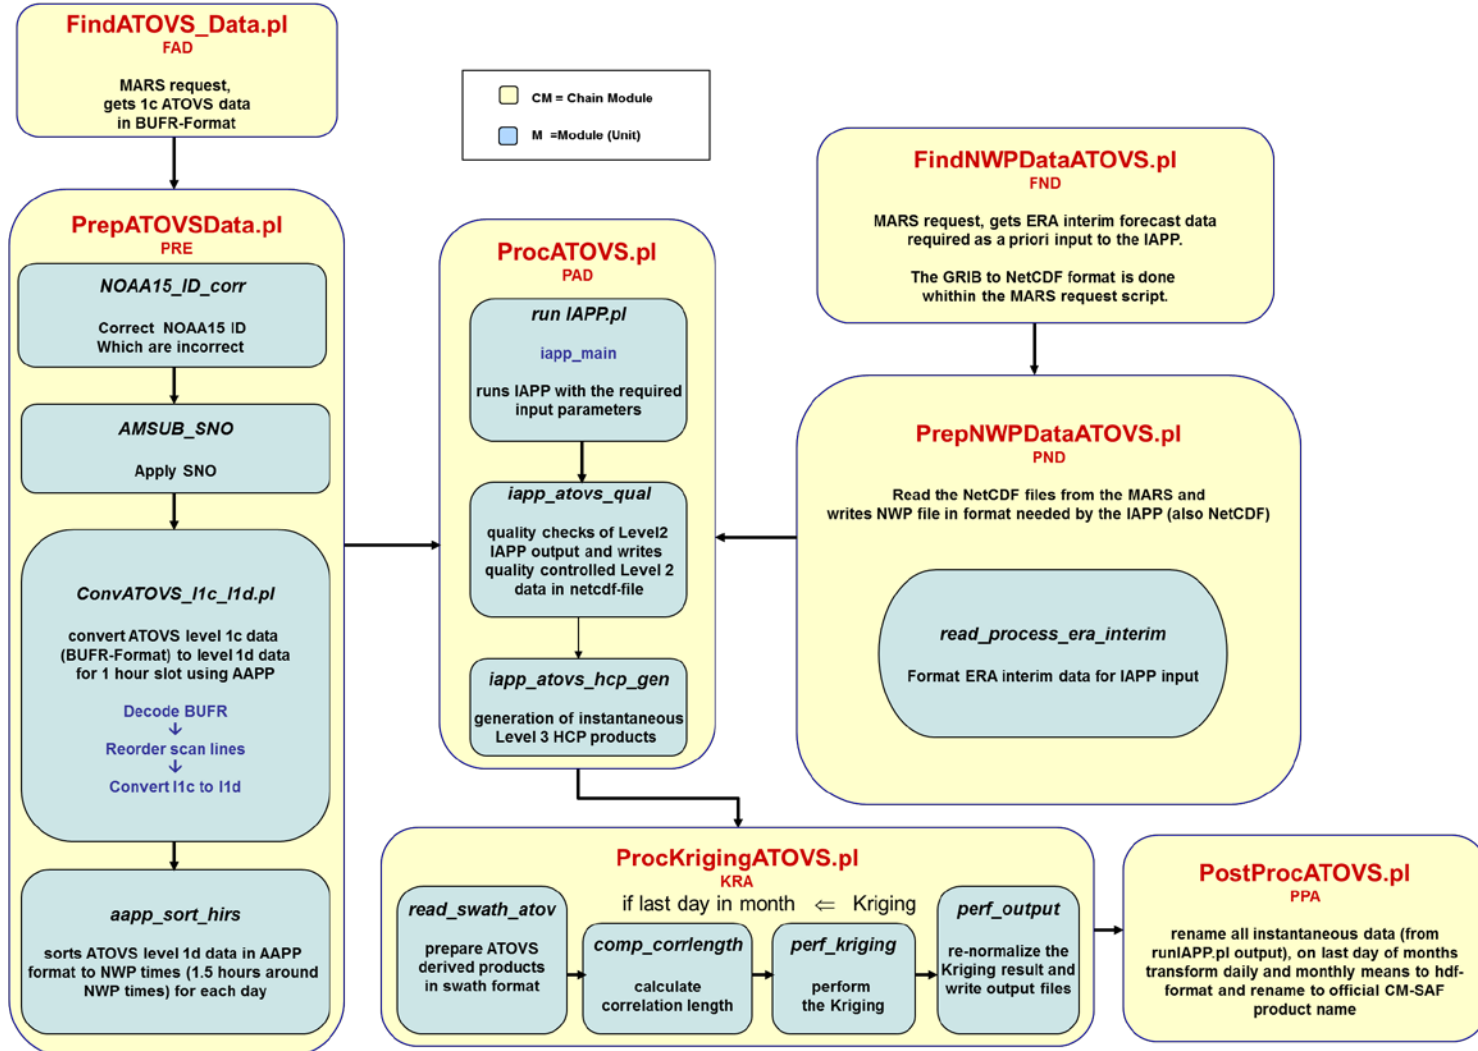 FindATOVS_Data.pl
FAD
MARS request,
gets 1c ATOVS data
in BUFR-Format
CM = Chain Module
M =Module (Unit)
FindNWPDataATOVS.pl
FND
MARS request, gets ERA interim forecast data
required as a priori input to the IAPP.
The GRIB to NetCDF format is done
whithin the MARS request script.
PrepATOVSData.pl
PRE
NOAA15_ID_corr
Correct NOAA15 ID
Which are incorrect
AMSUB_SNO
Apply SNO
ConvATOVS_l1c_l1d.pl
convert ATOVS level 1c data
(BUFR-Format) to level 1d data
for 1 hour slot using AAPP
Decode BUFR
↓
Reorder scan lines
↓
Convert l1c to l1d
aapp_sort_hirs
sorts ATOVS level 1d data in AAPP
format to NWP times (1.5 hours around
NWP times) for each day
ProcATOVS.pl
PAD
run IAPP.pl
iapp_main
runs IAPP with the required
input parameters
iapp_atovs_qual
quality checks of Level2
IAPP output and writes
quality controlled Level 2
data in netcdf-file
iapp_atovs_hcp_gen
generation of instantaneous
Level 3 HCP products
PrepNWPDataATOVS.pl
PND
Read the NetCDF files from the MARS and
writes NWP file in format needed by the IAPP (also NetCDF)
read_process_era_interim
Format ERA interim data for IAPP input
ProcKrigingATOVS.pl
KRA
if last day in month ⇐ Kriging
read_swath_atov
prepare ATOVS
derived products
in swath format
comp_corrlength
calculate
correlation length
perf_kriging
perform
the Kriging
perf_output
re-normalize the
Kriging result and
write output files
PostProcATOVS.pl
PPA
rename all instantaneous data (from
runIAPP.pl output), on last day of months
transform daily and monthly means to hdf-
format and rename to official CM-SAF
product name